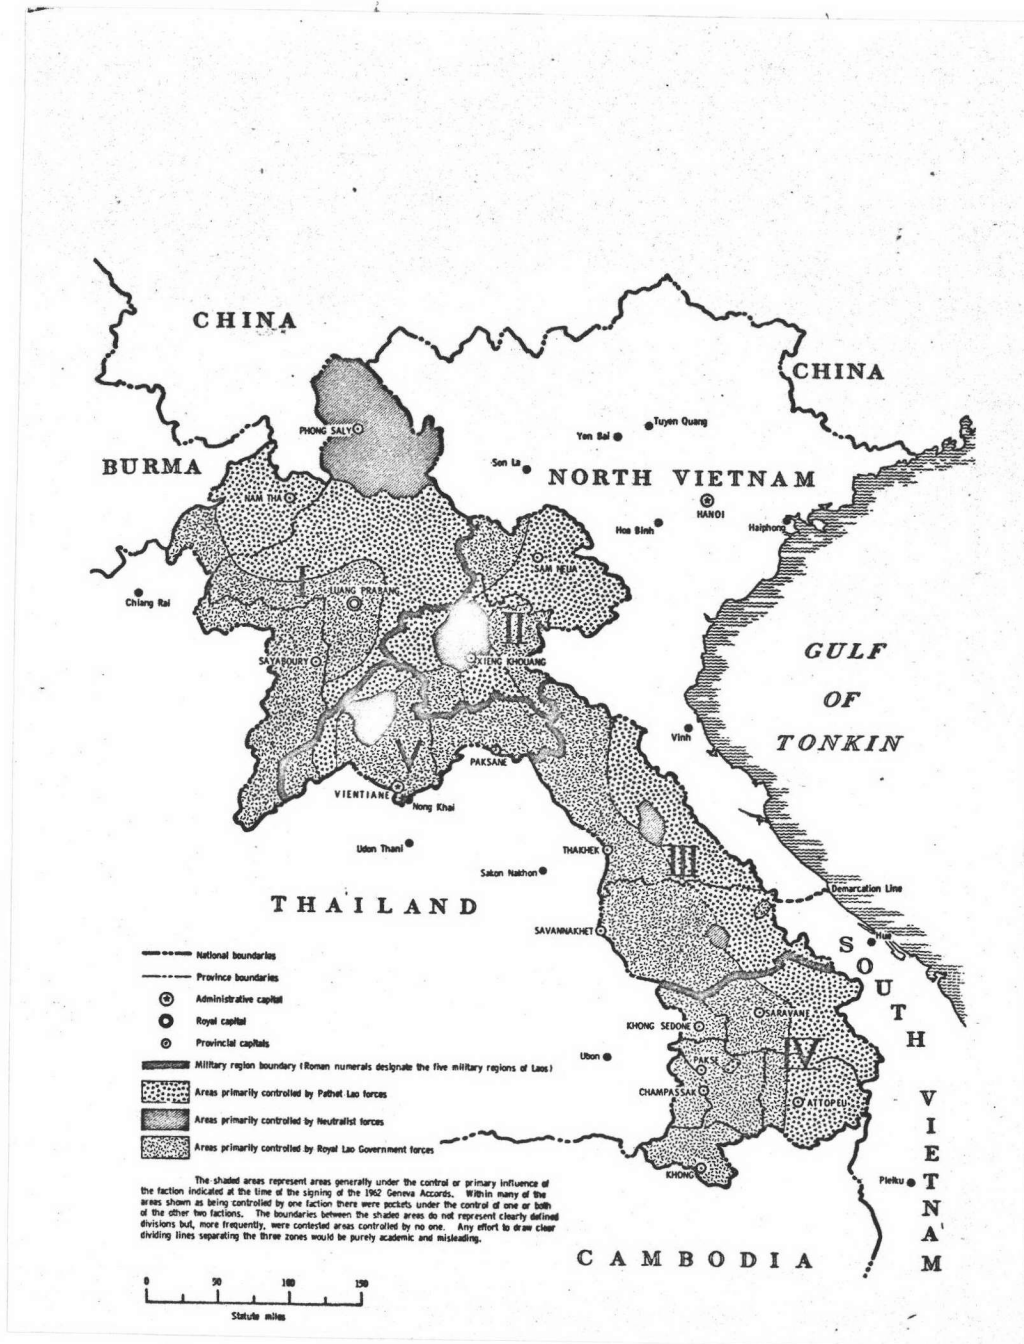 CHINA
CHINA
PHONG SALY
Tuyen Quang
Yen Bai
BURMA
Son La
NORTH VIETNAM
NAM THA
HANOI
Hoa Binh
Haiphong
SAM NEUA
I
LUANG PRABANG
Chiang Rai
II
GULF
OF
TONKIN
SAYABOURY
XIENG KHOUANG
Vinh
V
PAKSANE
VIENTIANE
Nong Khai
Udon Thani
THAKHEK
III
Sakon Nakhon
Demarcation Line
THAILAND
SAVANNAKHET
Hue
SOUTH VIETNAM
National boundaries
Province boundaries
Administrative capital
Royal capital
Provincial capitals
Military region boundary (Roman numerals designate the five military regions of Laos)
Areas primarily controlled by Pathet Lao forces
Areas primarily controlled by Neutralist forces
Areas primarily controlled by Royal Lao Government forces
KHONG SEDONE
SARAVANE
Ubon
PAKSE
IV
CHAMPASSAK
ATTOPEU
KHONG
Pleiku
The shaded areas represent areas generally under the control or primary influence of
the faction indicated at the time of the signing of the 1962 Geneva Accords. Within many of the
areas shown as being controlled by one faction there were pockets under the control of one or both
of the other two factions. The boundaries between the shaded areas do not represent clearly defined
divisions but, more frequently, were contested areas controlled by no one. Any effort to draw clear
dividing lines separating the three zones would be purely academic and misleading.
CAMBODIA
0 50 100 150
Statute miles